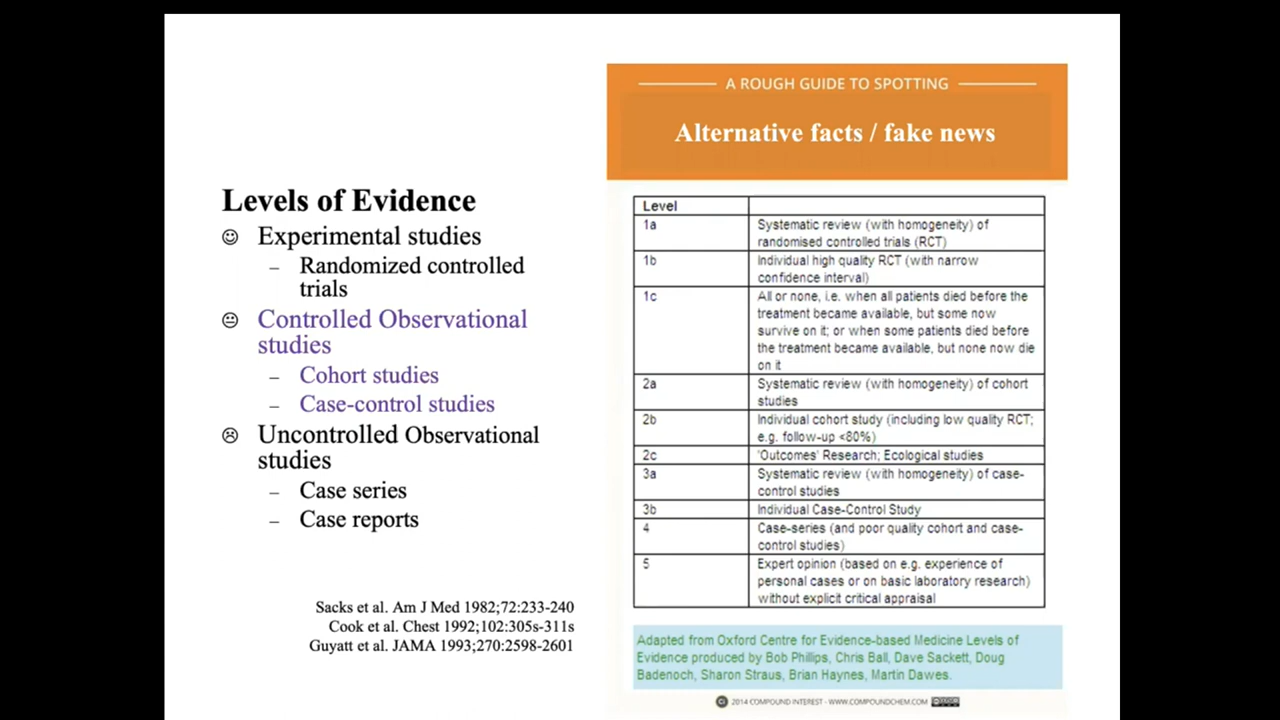 Levels of Evidence
Experimental studies
– Randomized controlled
trials
Controlled Observational
studies
– Cohort studies
– Case-control studies
Uncontrolled Observational
studies
– Case series
– Case reports
Sacks et al. Am J Med 1982;72:233-240
Cook et al. Chest 1992;102:305s-311s
Guyatt et al. JAMA 1993;270:2598-2601
A ROUGH GUIDE TO SPOTTING
Alternative facts / fake news
Level
1a Systematic review (with homogeneity) of
randomised controlled trials (RCT)
1b Individual high quality RCT (with narrow
confidence interval)
1c All or none, i.e. when all patients died before the
treatment became available, but some now
survive on it; or when some patients died before
the treatment became available, but none now die
on it
2a Systematic review (with homogeneity) of cohort
studies
2b Individual cohort study (including low quality RCT;
e.g. follow-up <80%)
2c 'Outcomes' Research; Ecological studies
3a Systematic review (with homogeneity) of case-
control studies
3b Individual Case-Control Study
4 Case-series (and poor quality cohort and case-
control studies)
5 Expert opinion (based on e.g. experience of
personal cases or on basic laboratory research)
without explicit critical appraisal
Adapted from Oxford Centre for Evidence-based Medicine Levels of
Evidence produced by Bob Phillips, Chris Ball, Dave Sackett, Doug
Badenoch, Sharon Straus, Brian Haynes, Martin Dawes.
Ci 2014 COMPOUND INTEREST - WWW.COMPOUNDCHEM.COM